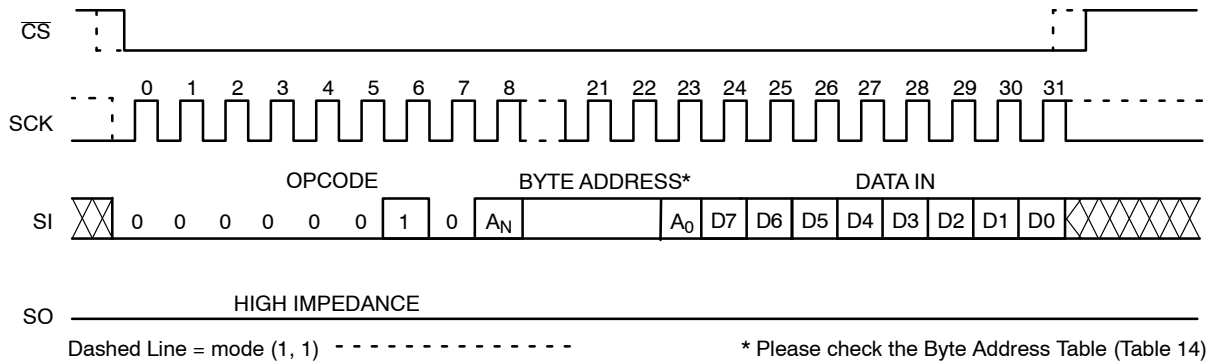 CS
0 1 2 3 4 5 6 7 8 21 22 23 24 25 26 27 28 29 30 31
SCK
OPCODE BYTE ADDRESS* DATA IN
SI 0 0 0 0 0 0 1 0 AN A0 D7 D6 D5 D4 D3 D2 D1 D0
HIGH IMPEDANCE
SO
Dashed Line = mode (1, 1) * Please check the Byte Address Table (Table 14)